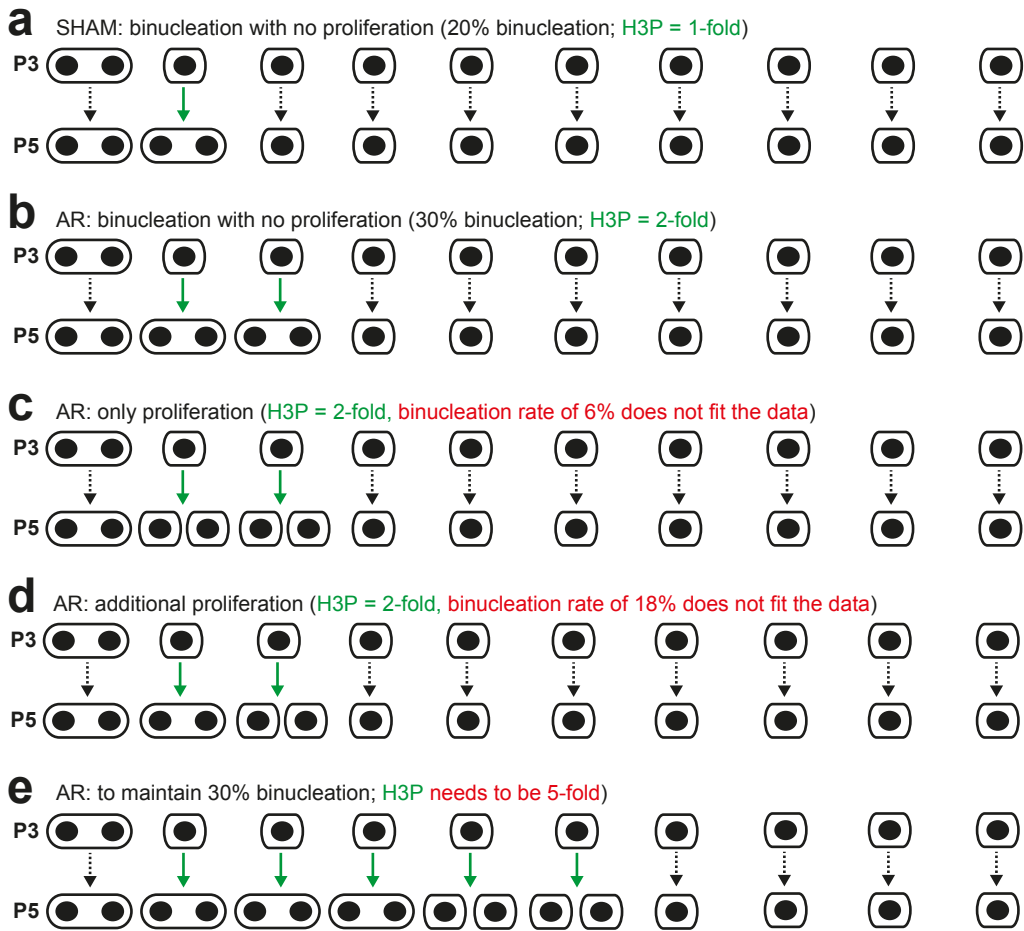 a SHAM: binucleation with no proliferation (20% binucleation; H3P = 1-fold)
P3
P5
b AR: binucleation with no proliferation (30% binucleation; H3P = 2-fold)
P3
P5
c AR: only proliferation (H3P = 2-fold, binucleation rate of 6% does not fit the data)
P3
P5
d AR: additional proliferation (H3P = 2-fold, binucleation rate of 18% does not fit the data)
P3
P5
e AR: to maintain 30% binucleation; H3P needs to be 5-fold)
P3
P5